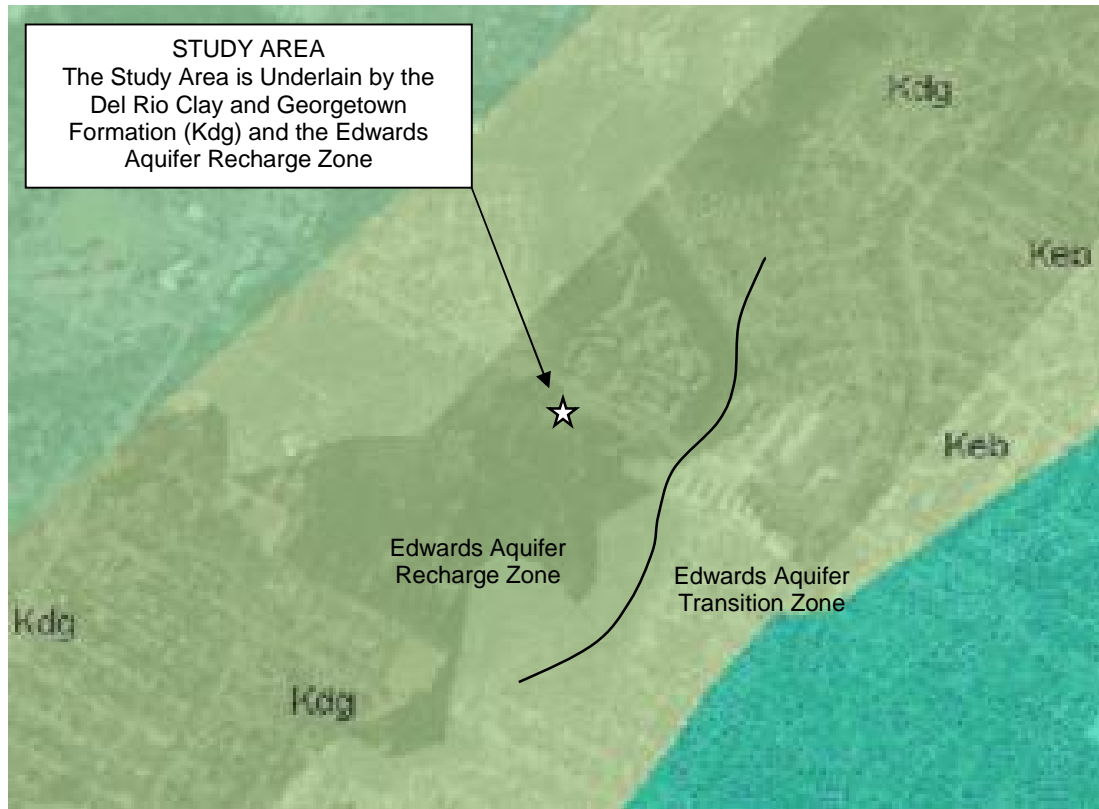 STUDY AREA
The Study Area is Underlain by the
Del Rio Clay and Georgetown
Formation (Kdg) and the Edwards
Aquifer Recharge Zone
Kdg
Keb
Keb
Edwards Aquifer
Recharge Zone
Edwards Aquifer
Transition Zone
Kdg
Kdg